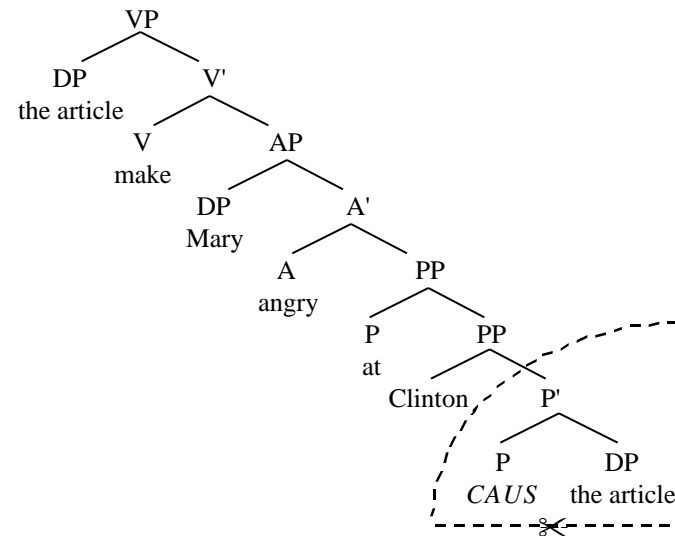 VP
DP V'
the article
V AP
make
DP A'
Mary
A PP
angry
P PP
at
Clinton P'
P DP
CAUS the article